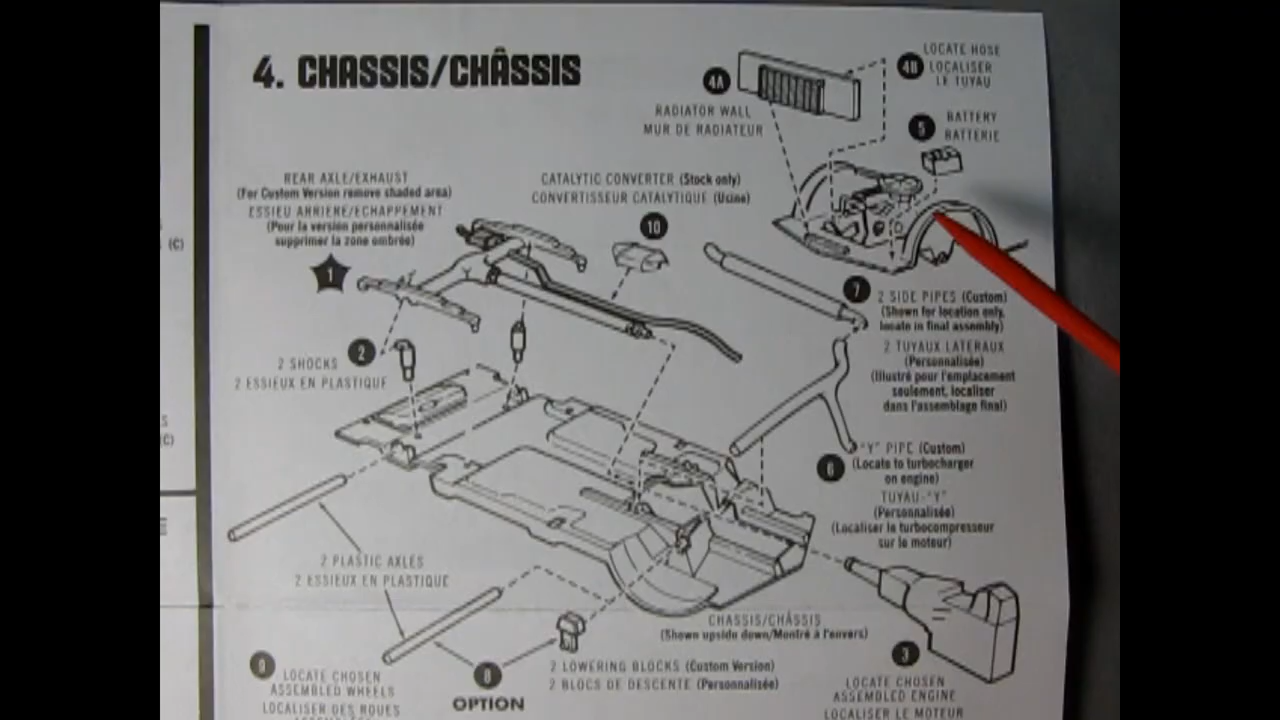 4. CHASSIS/CHÂSSIS
4A
RADIATOR WALL
MUR DE RADIATEUR
4B
LOCATE HOSE
LOCALISER
LE TUYAU
5
BATTERY
BATTERIE
REAR AXLE/EXHAUST
(For Custom Version remove shaded area)
ESSIEU ARRIERE/ECHAPPEMENT
(Pour la version personnalisée
supprimer la zone ombrée)
1
CATALYTIC CONVERTER (Stock only)
CONVERTISSEUR CATALYTIQUE (Usine)
10
(C)
7
2 SIDE PIPES (Custom)
(Shown for location only,
locate in final assembly)
2 TUYAUX LATERAUX
(Personnalisée)
(Illustré pour l'emplacement
seulement, localiser
dans l'assemblage final)
2
2 SHOCKS
2 ESSIEUX EN PLASTIQUE
(C)
6
"Y" PIPE (Custom)
(Locate to turbocharger
on engine)
TUYAU-"Y"
(Personnalisée)
(Localiser le turbocompresseur
sur le moteur)
2 PLASTIC AXLES
2 ESSIEUX EN PLASTIQUE
CHASSIS/CHÂSSIS
(Shown upside down/Montré à l'envers)
9
LOCATE CHOSEN
ASSEMBLED WHEELS
LOCALISER DES ROUES
8
OPTION
2 LOWERING BLOCKS (Custom Version)
2 BLOCS DE DESCENTE (Personnalisée)
3
LOCATE CHOSEN
ASSEMBLED ENGINE
LOCALISER LE MOTEUR